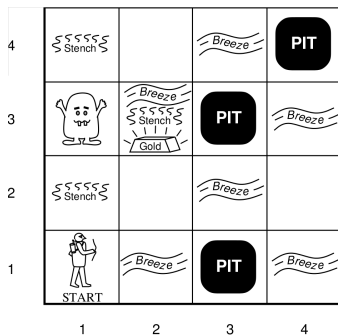 4
Stench
Breeze
PIT
3
Breeze
Stench
Gold
PIT
Breeze
2
Stench
Breeze
1
START
Breeze
PIT
Breeze
1 2 3 4